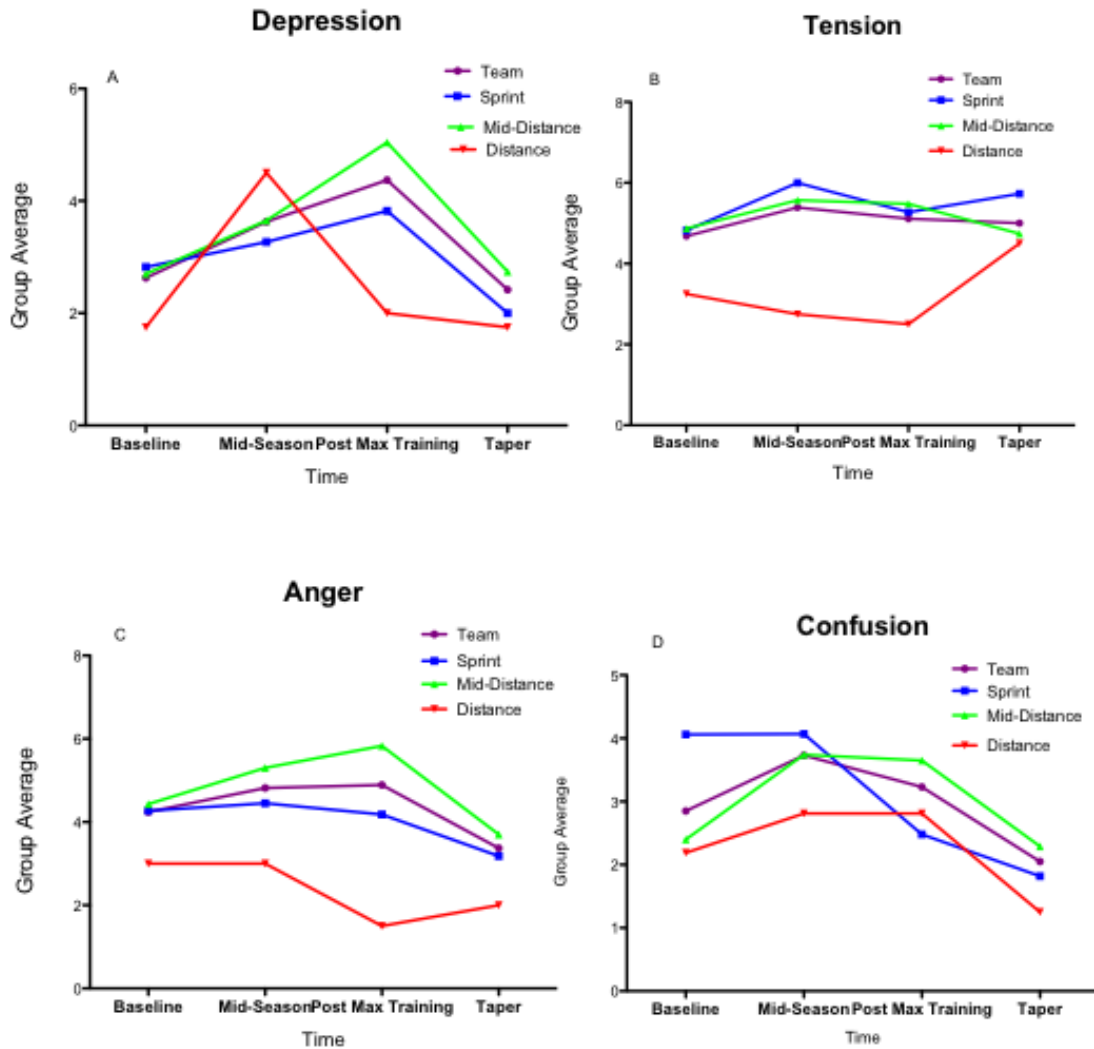 Depression
A
Team
Sprint
Mid-Distance
Distance
6
4
2
0
Group Average
Baseline
Mid-Season
Post Max Training
Taper
Time
Tension
B
Team
Sprint
Mid-Distance
Distance
8
6
4
2
0
Group Average
Baseline
Mid-Season
Post Max Training
Taper
Time
Anger
C
Team
Sprint
Mid-Distance
Distance
8
6
4
2
0
Group Average
Baseline
Mid-Season
Post Max Training
Taper
Time
Confusion
D
Team
Sprint
Mid-Distance
Distance
5
4
3
2
1
0
Group Average
Baseline
Mid-Season
Post Max Training
Taper
Time